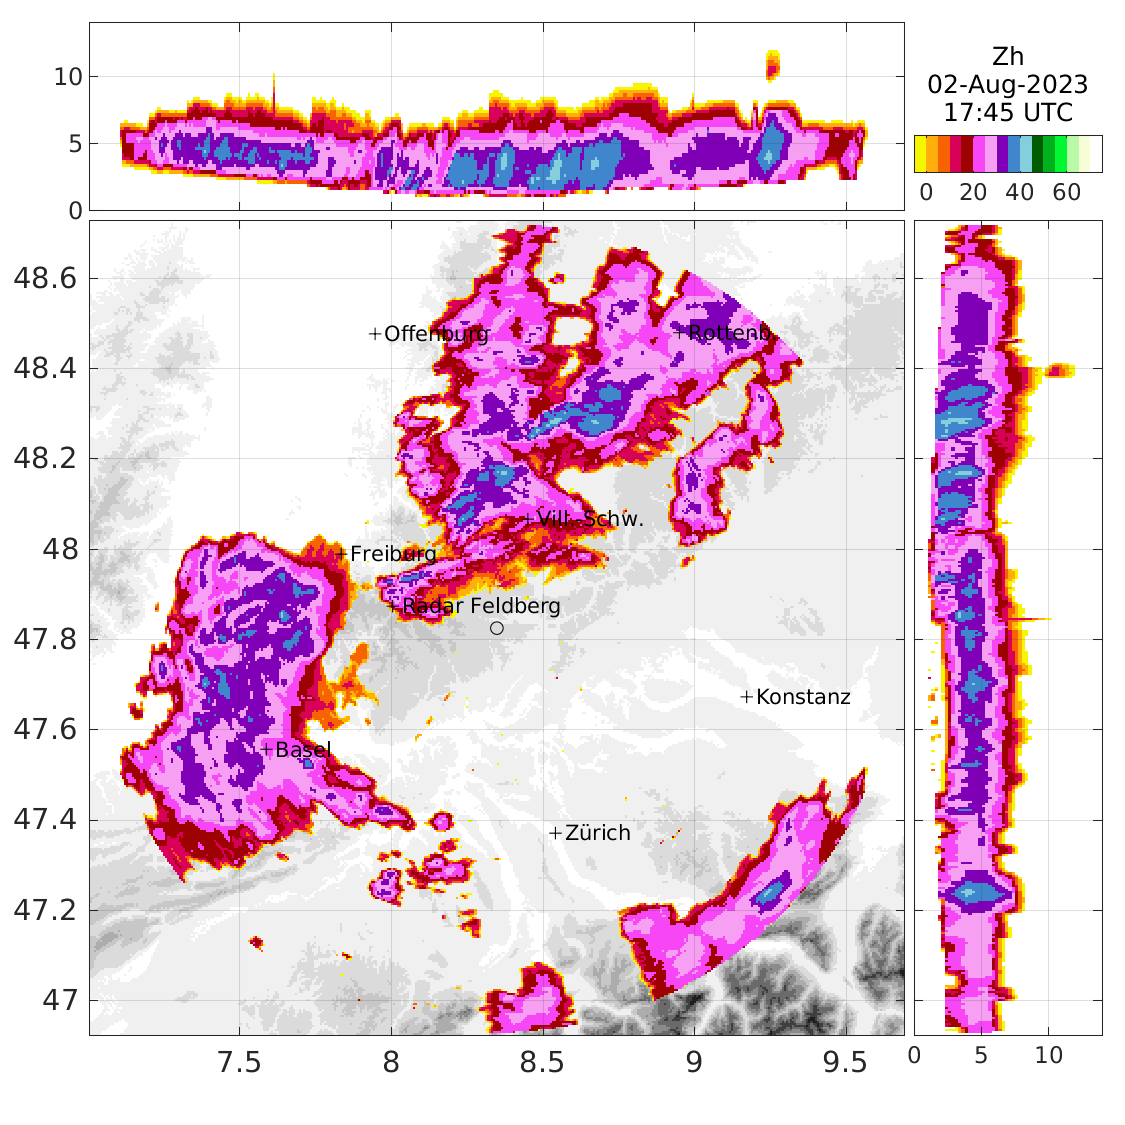 10
5
0
Zh
02-Aug-2023
17:45 UTC
0 20 40 60
48.6
48.4
48.2
48
47.8
47.6
47.4
47.2
47
+Offenburg
+Rottenb.
+Vill.-Schw.
+Freiburg
+Radar Feldberg
+Konstanz
+Basel
+Zürich
7.5 8 8.5 9 9.5
0 5 10